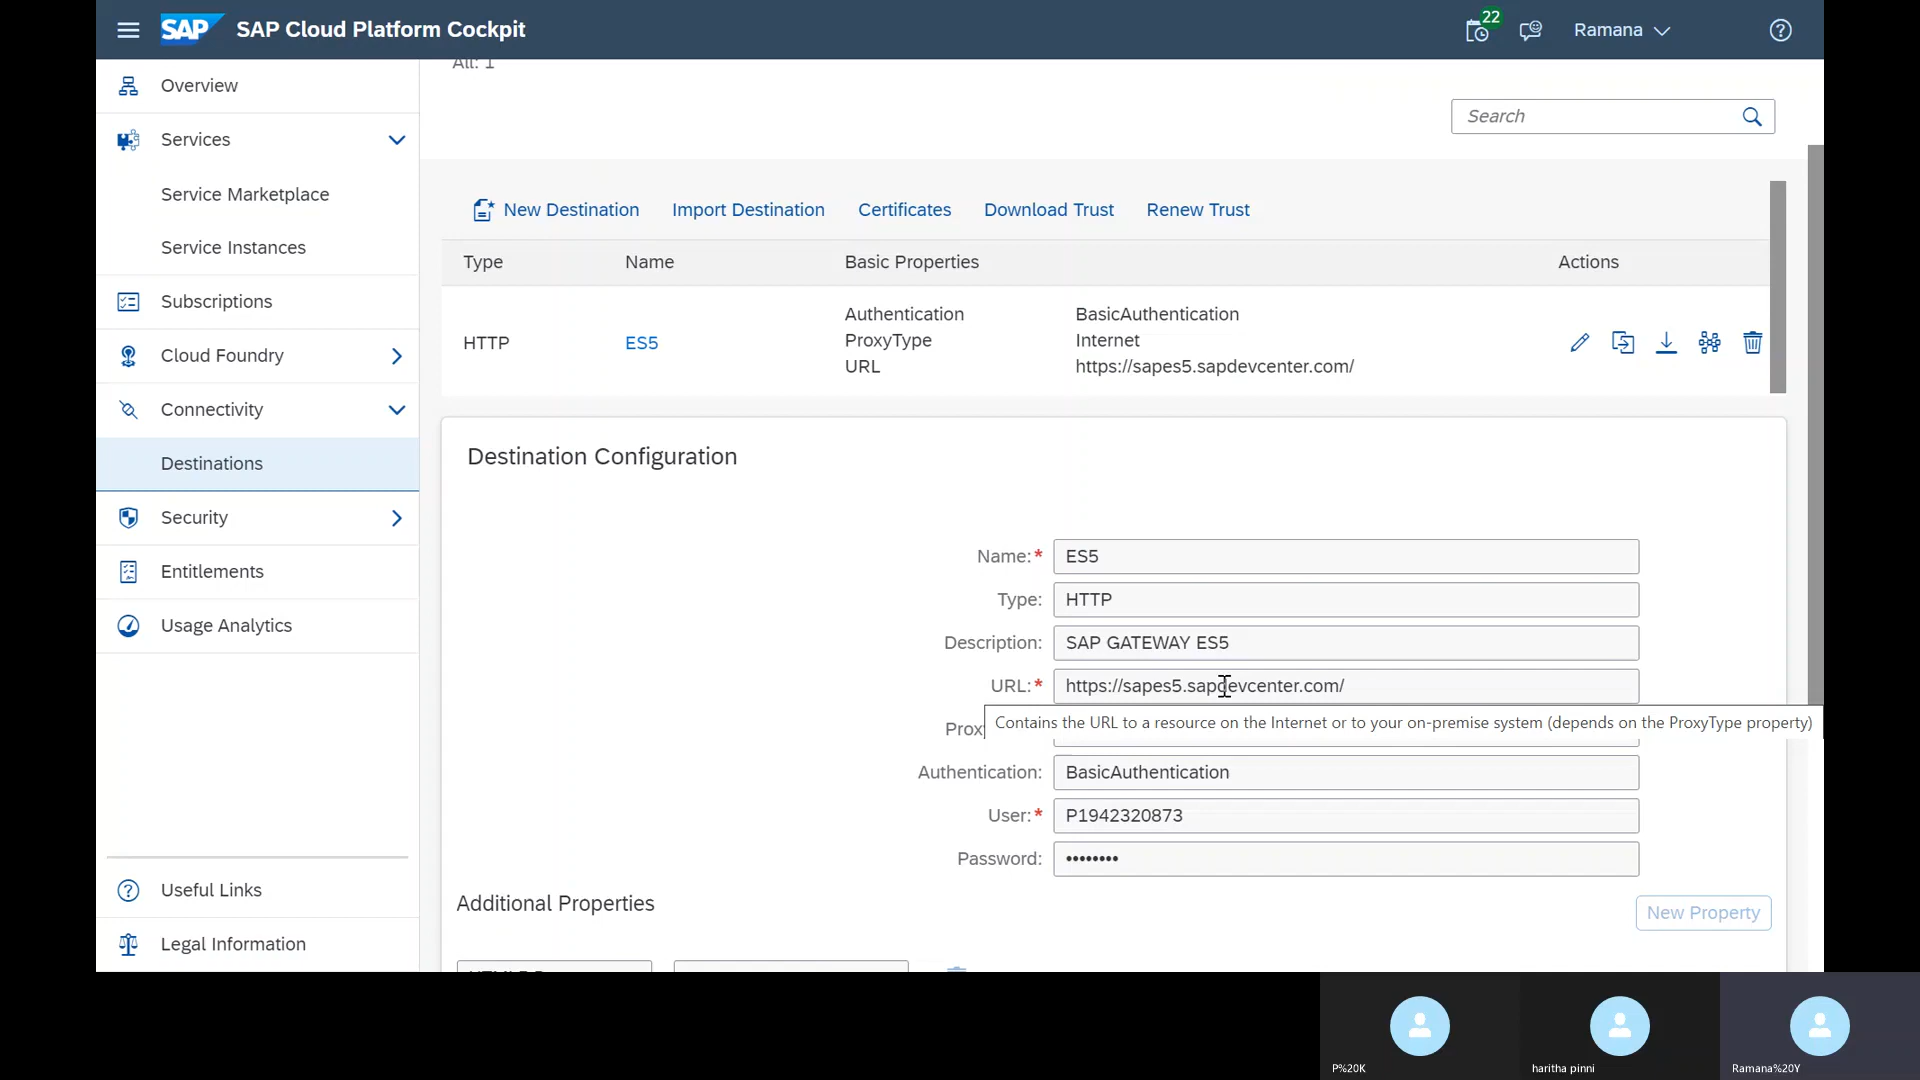 SAP Cloud Platform Cockpit
22
Ramana
All: 1
Overview
Services
Service Marketplace
Service Instances
Subscriptions
Cloud Foundry
Connectivity
Destinations
Security
Entitlements
Usage Analytics
Useful Links
Legal Information
Search
New Destination Import Destination Certificates Download Trust Renew Trust
Type Name Basic Properties Actions
HTTP ES5
Authentication BasicAuthentication
ProxyType Internet
URL https://sapes5.sapdevcenter.com/
Destination Configuration
Name:* ES5
Type: HTTP
Description: SAP GATEWAY ES5
URL:* https://sapes5.sapdevcenter.com/
Prox
Contains the URL to a resource on the Internet or to your on-premise system (depends on the ProxyType property)
Authentication: BasicAuthentication
User:* P1942320873
Password: ••••••••
Additional Properties
New Property
P%20K
haritha pinni
Ramana%20Y